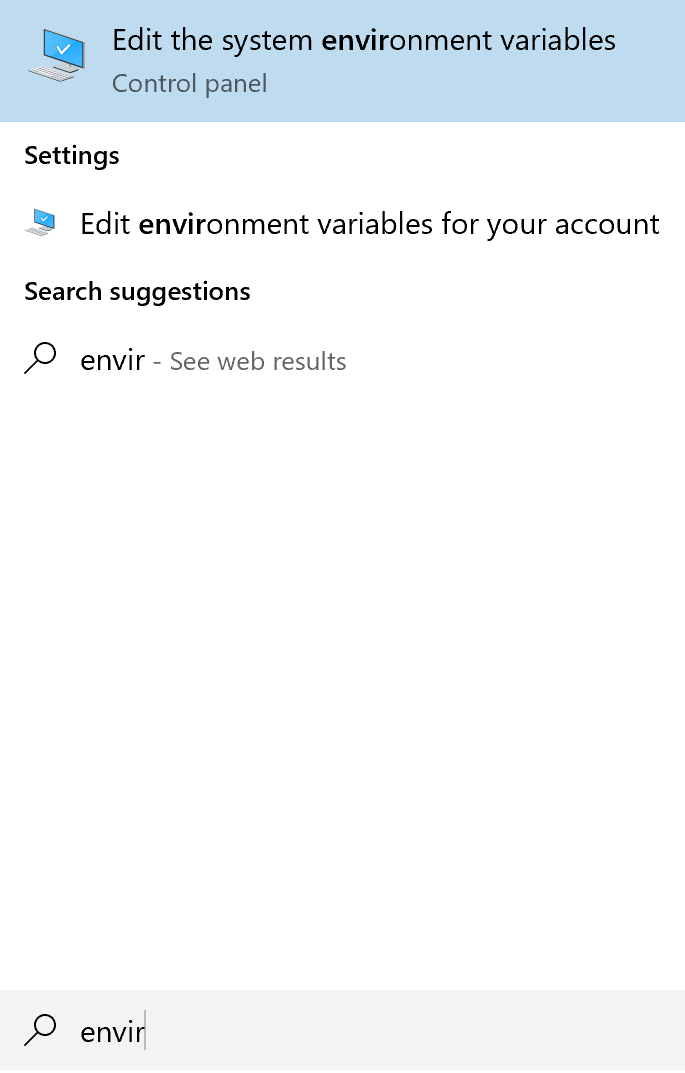 Edit the system environment variables
Control panel
Settings
Edit environment variables for your account
Search suggestions
envir - See web results
envir